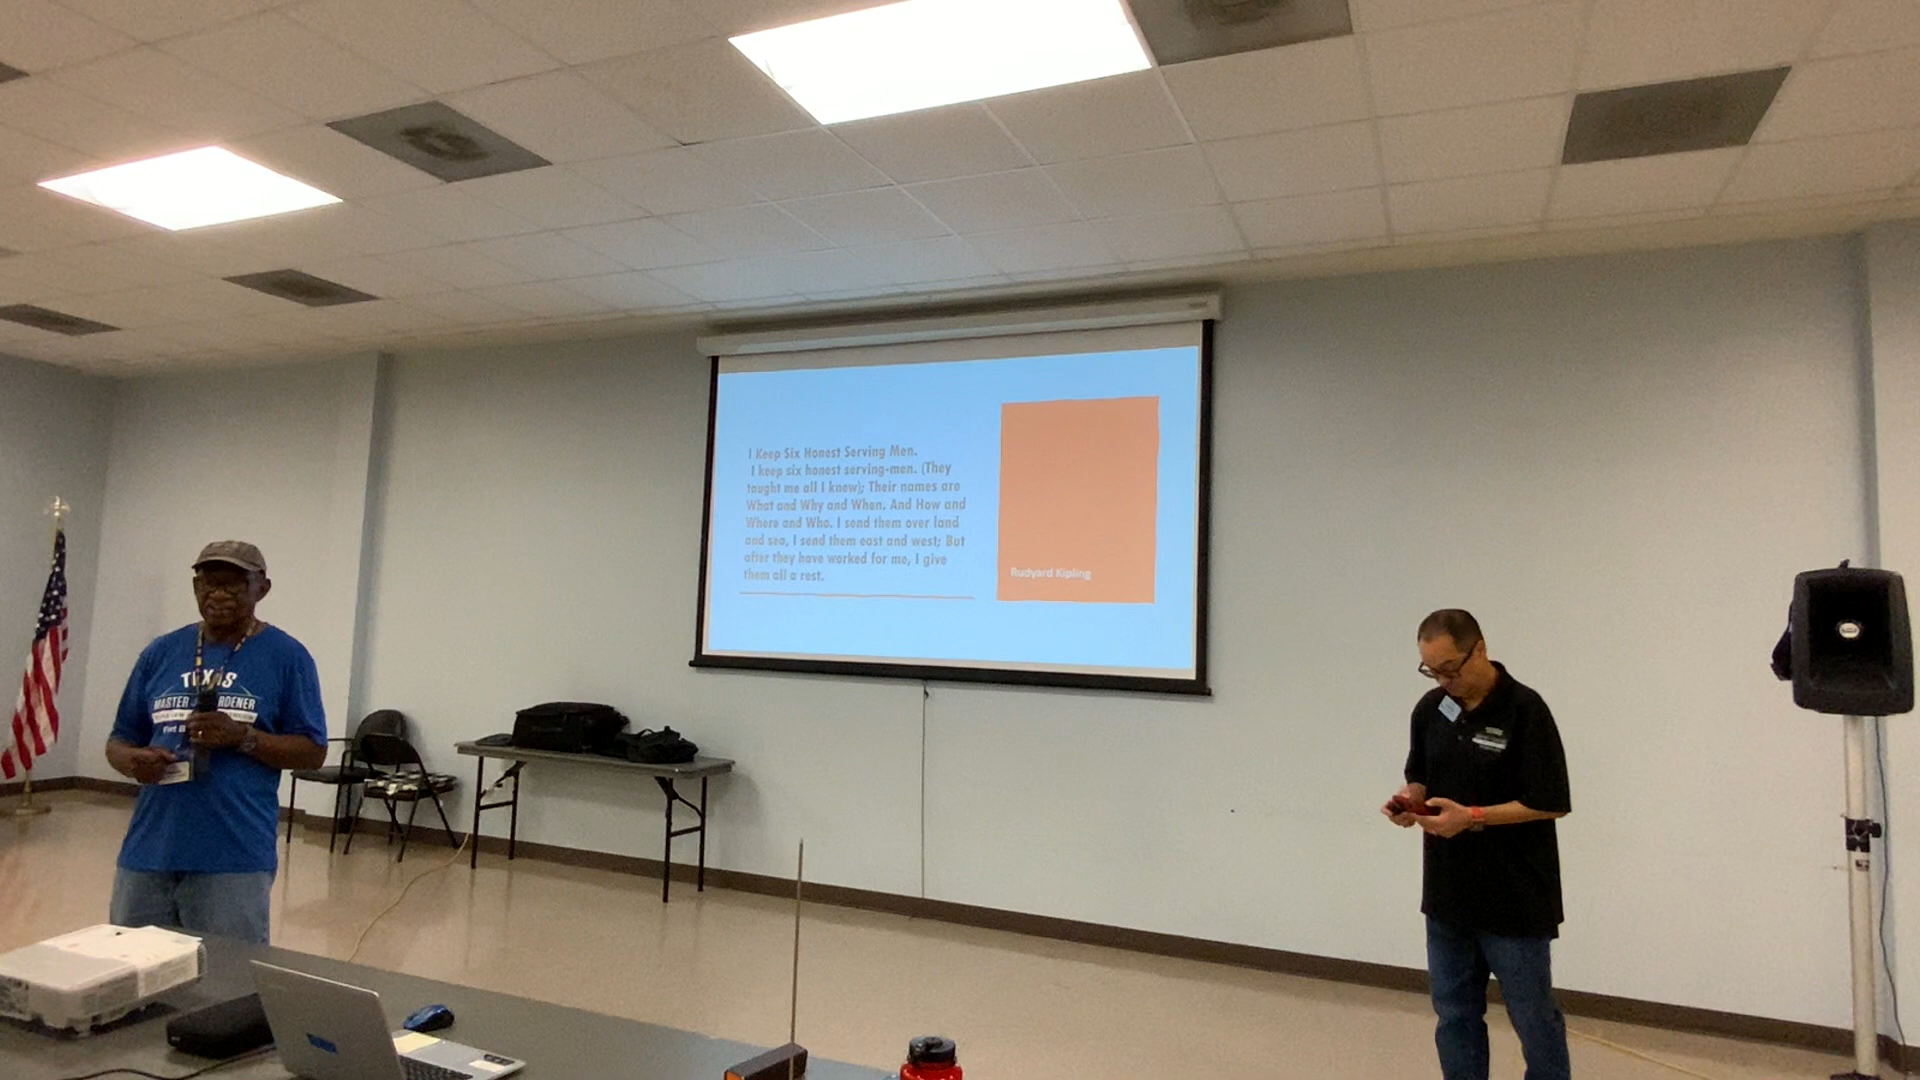 I Keep Six Honest Serving Men.
I keep six honest serving-men. (They
taught me all I knew); Their names are
What and Why and When. And How and
Where and Who. I send them over land
and sea, I send them east and west; But
after they have worked for me, I give
them all a rest.
Rudyard Kipling
TEXAS
MASTER GARDENER